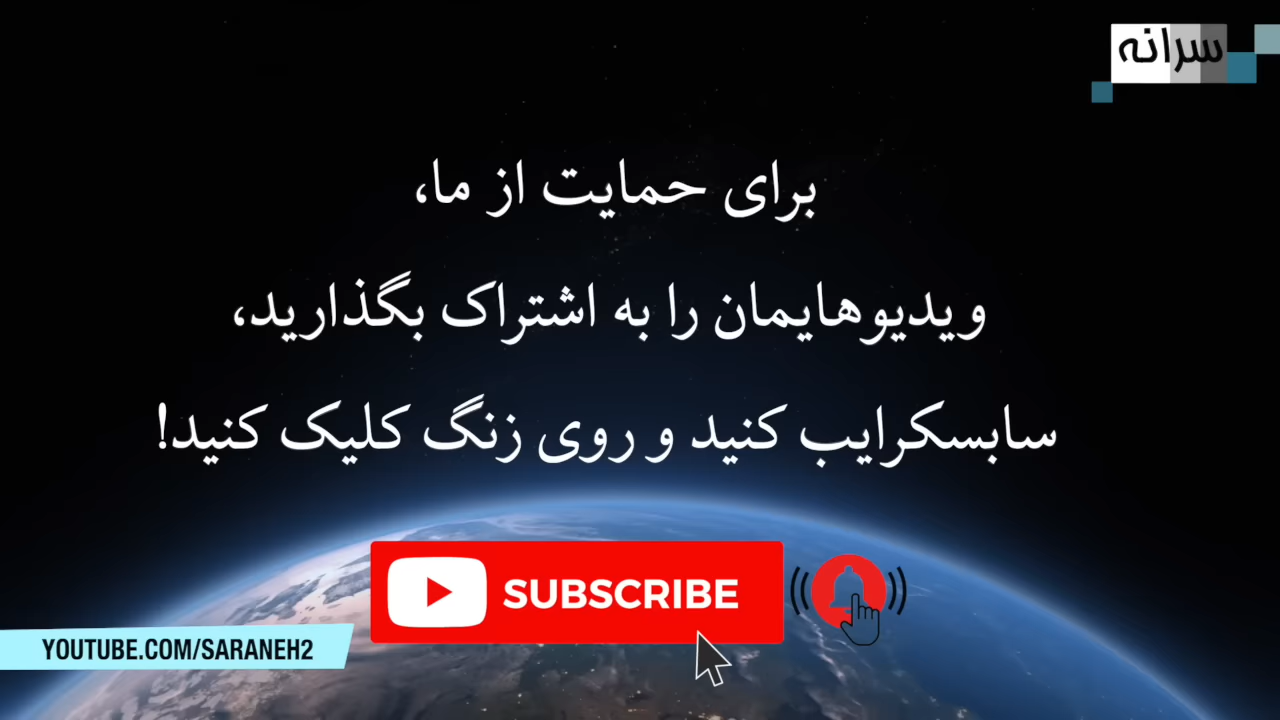 سرانه
برای حمایت از ما،
ویدیوهایمان را به اشتراک بگذارید،
سابسکرایب کنید و روی زنگ کلیک کنید!
SUBSCRIBE
YOUTUBE.COM/SARANEH2